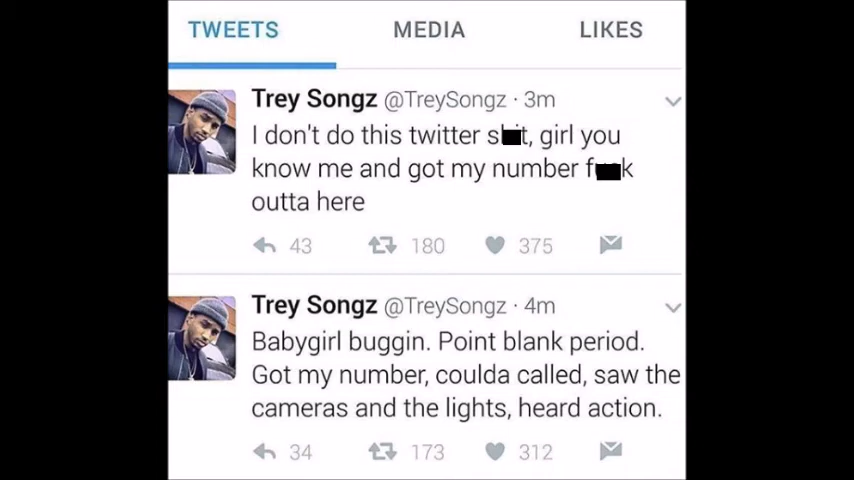 TWEETS MEDIA LIKES
Trey Songz @TreySongz · 3m
I don't do this twitter s t, girl you
know me and got my number f k
outta here
43 180 375
Trey Songz @TreySongz · 4m
Babygirl buggin. Point blank period.
Got my number, coulda called, saw the
cameras and the lights, heard action.
34 173 312